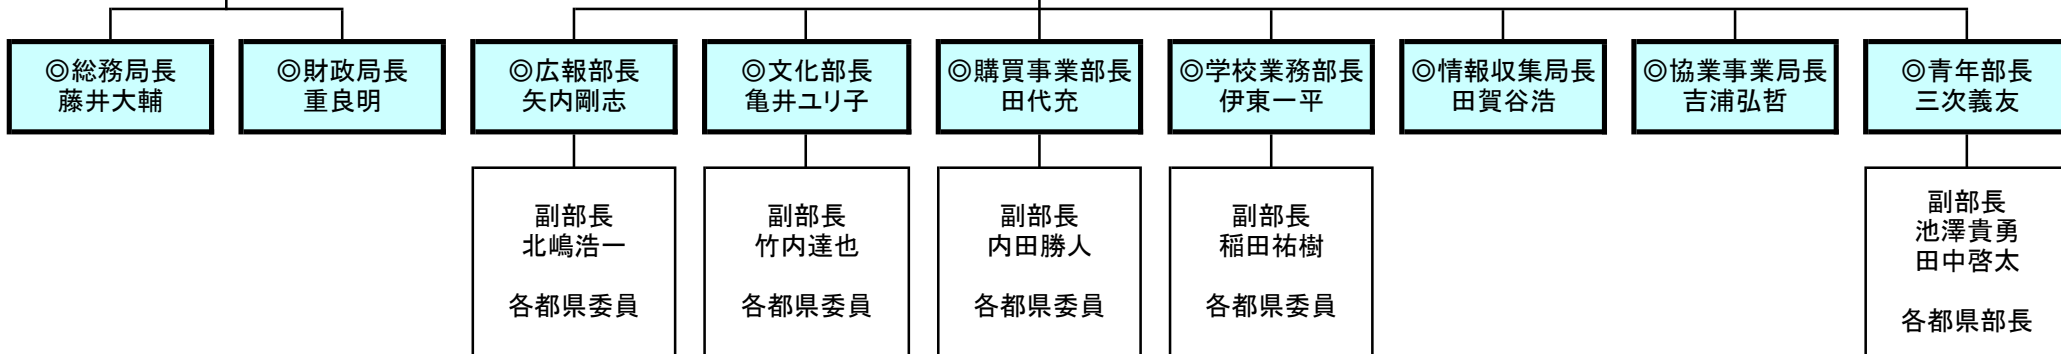 ◎総務局長
藤井大輔
◎財政局長
重良明
◎広報部長
矢内剛志
◎文化部長
亀井ユリ子
◎購買事業部長
田代充
◎学校業務部長
伊東一平
◎情報収集局長
田賀谷浩
◎協業事業局長
吉浦弘哲
◎青年部長
三次義友
副部長
北嶋浩一
各都県委員
副部長
竹内達也
各都県委員
副部長
内田勝人
各都県委員
副部長
稲田祐樹
各都県委員
副部長
池澤貴勇
田中啓太
各都県部長